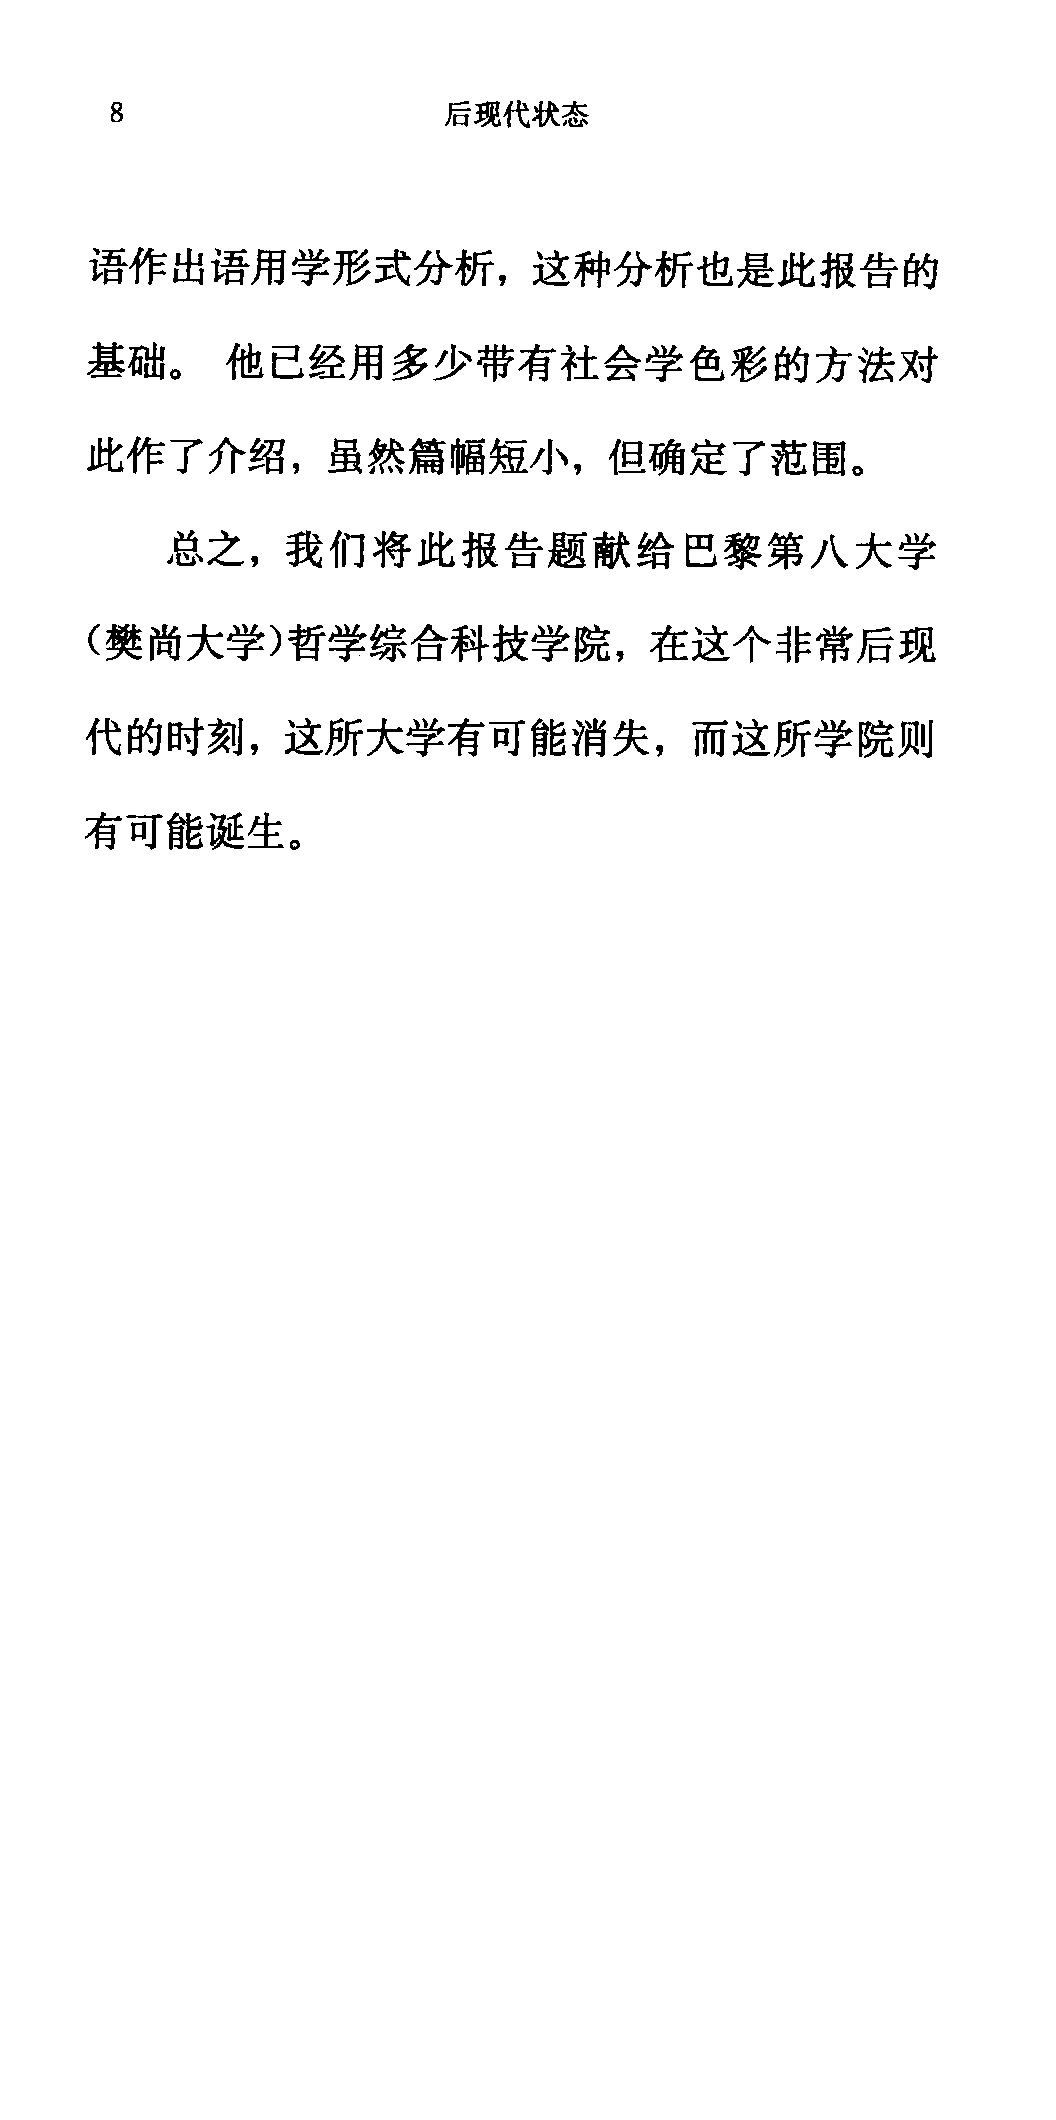 8 后现代状态
语作出语用学形式分析，这种分析也是此报告的
基础。 他已经用多少带有社会学色彩的方法对
此作了介绍，虽然篇幅短小，但确定了范围。
总之，我们将此报告题献给巴黎第八大学
（樊尚大学）哲学综合科技学院，在这个非常后现
代的时刻，这所大学有可能消失，而这所学院则
有可能诞生。